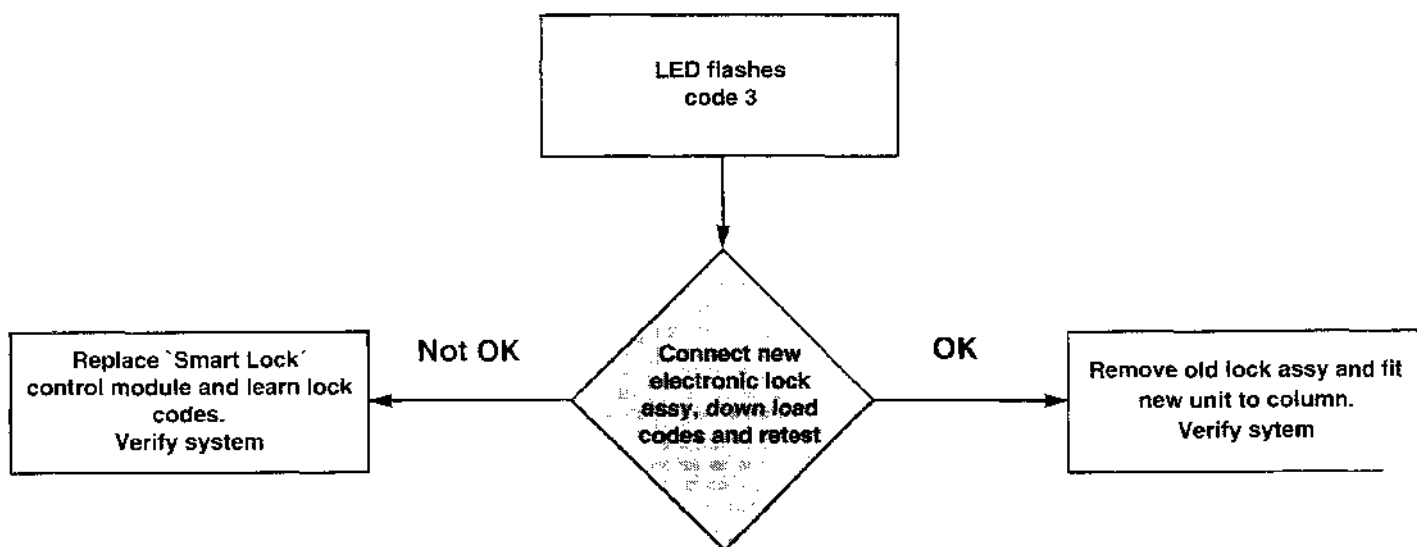 LED flashes
code 3
Not OK
OK
Replace `Smart Lock´
control module and learn lock
codes.
Verify system
Connect new
electronic lock
assy, down load
codes and retest
Remove old lock assy and fit
new unit to column.
Verify sytem